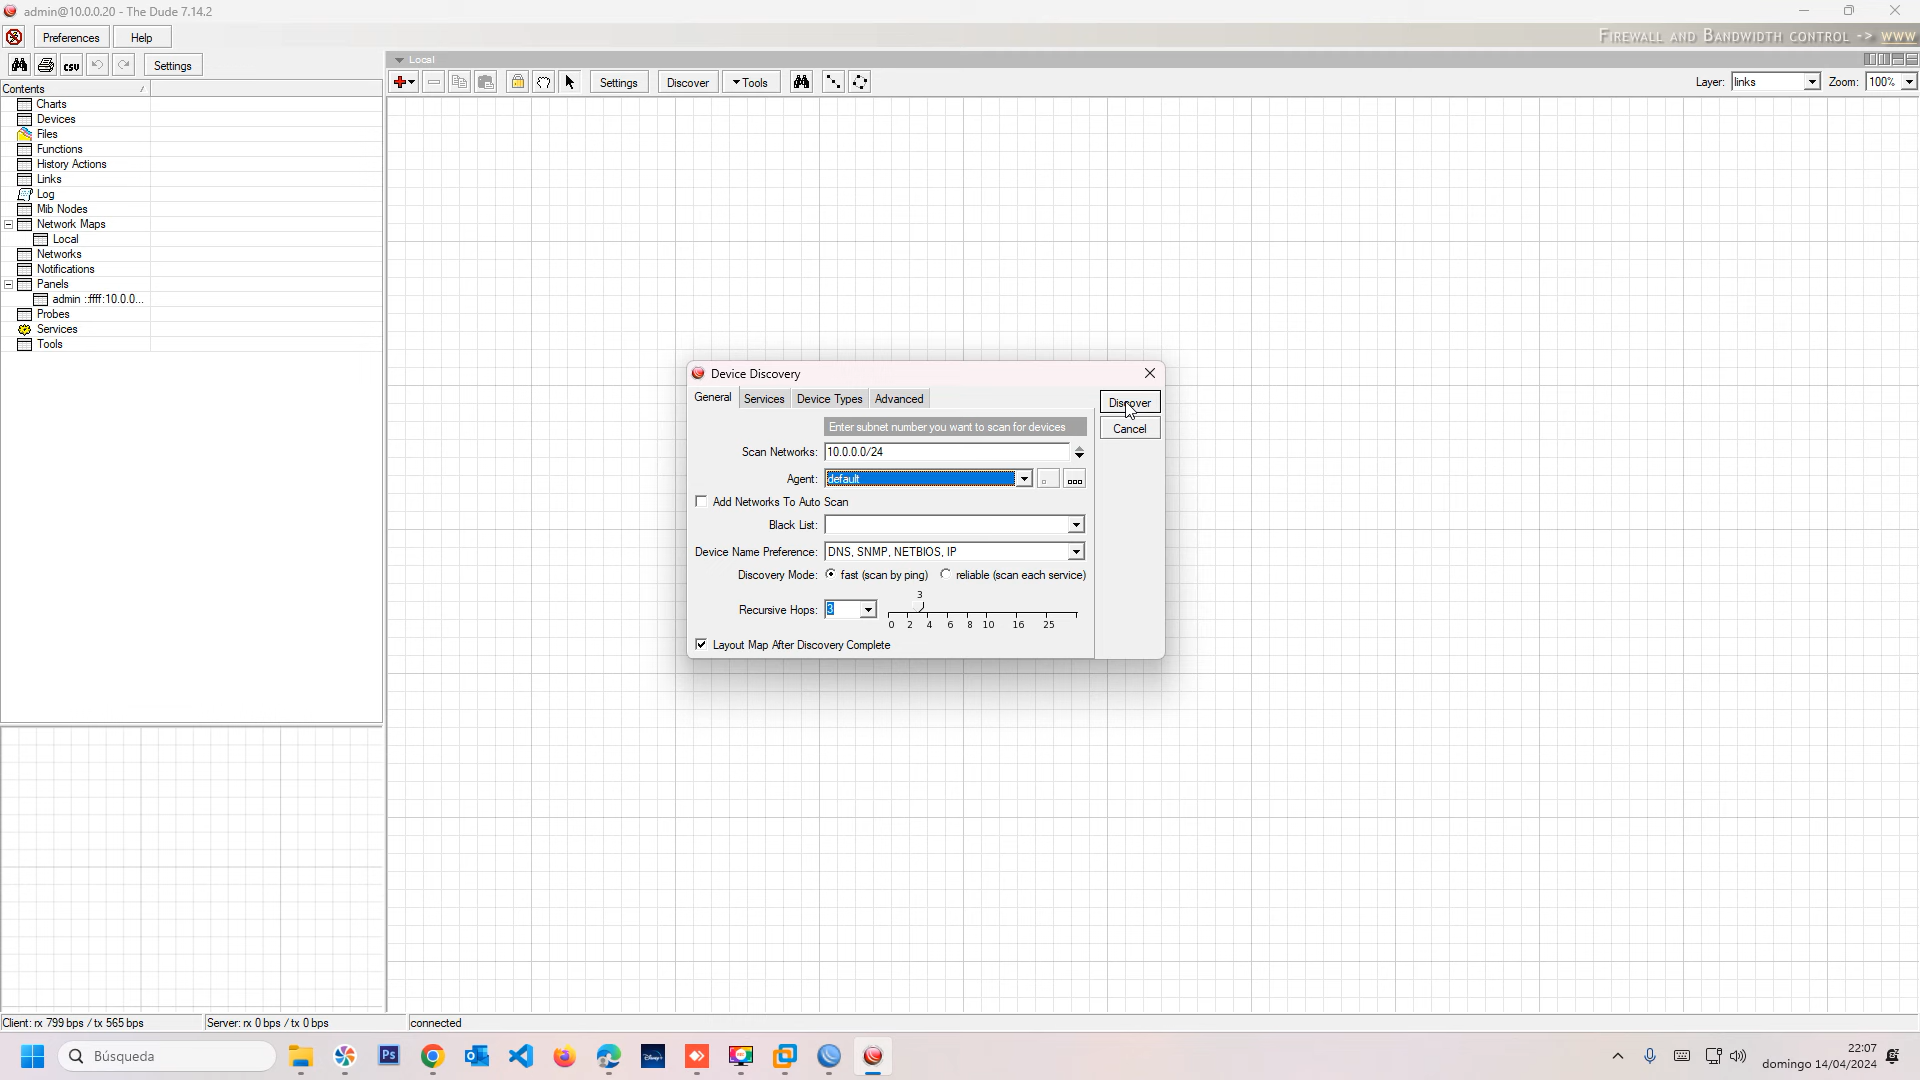 admin@10.0.0.20 - The Dude 7.14.2
Preferences
Help
Firewall and Bandwidth control -> www
csv
Settings
Local
Settings
Discover
Tools
Layer:
links
Zoom:
100%
Contents
Charts
Devices
Files
Functions
History Actions
Links
Log
Mib Nodes
Network Maps
Local
Networks
Notifications
Panels
admin ::ffff:10.0.0...
Probes
Services
Tools
Device Discovery
General
Services
Device Types
Advanced
Discover
Cancel
Enter subnet number you want to scan for devices
Scan Networks:
10.0.0.0/24
Agent:
default
Add Networks To Auto Scan
Black List:
Device Name Preference:
DNS, SNMP, NETBIOS, IP
Discovery Mode:
fast (scan by ping)
reliable (scan each service)
3
Recursive Hops:
3
0 2 4 6 8 10 16 25
Layout Map After Discovery Complete
Client: rx 799 bps / tx 565 bps
Server: rx 0 bps / tx 0 bps
connected
Búsqueda
Ps
22:07
domingo 14/04/2024